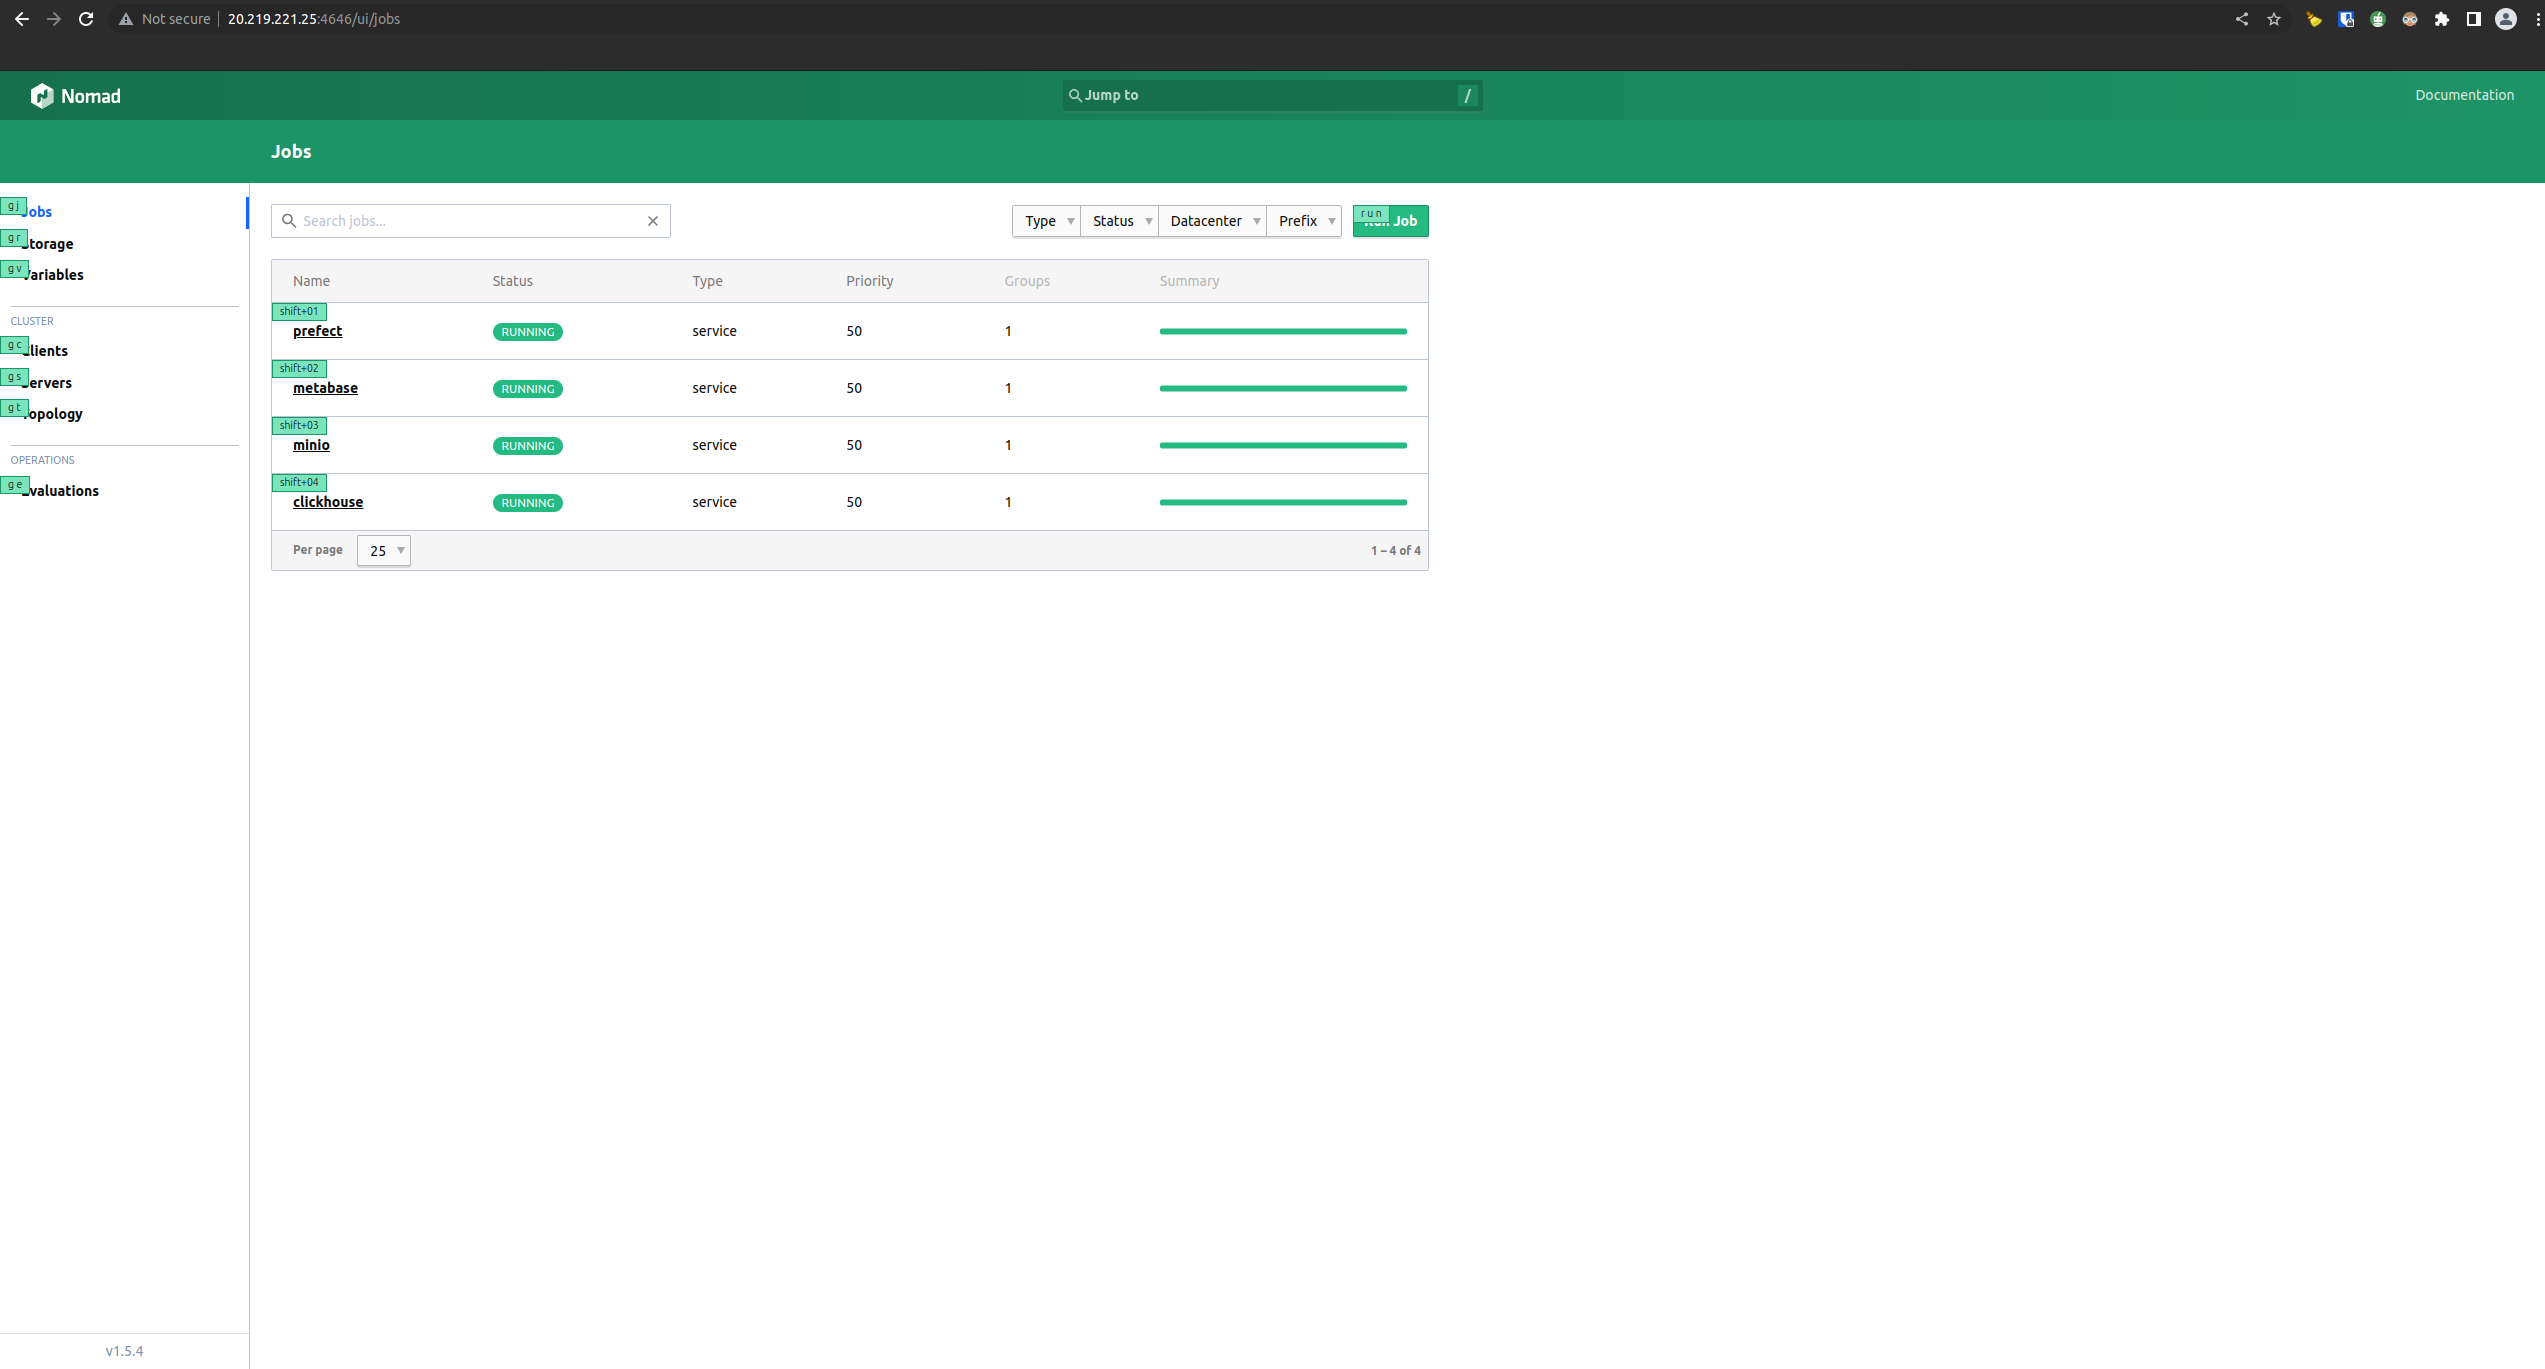 Not secure | 20.219.221.25:4646/ui/jobs
Nomad
Jump to /
Documentation
Jobs
g j
Jobs
g r
Storage
g v
Variables
CLUSTER
g c
Clients
g s
Servers
g t
Topology
OPERATIONS
g e
Evaluations
Search jobs...
Type Status Datacenter Prefix
r u n
Run Job
Name Status Type Priority Groups Summary
shift+01
prefect RUNNING service 50 1
shift+02
metabase RUNNING service 50 1
shift+03
minio RUNNING service 50 1
shift+04
clickhouse RUNNING service 50 1
Per page 25 1 – 4 of 4
v1.5.4